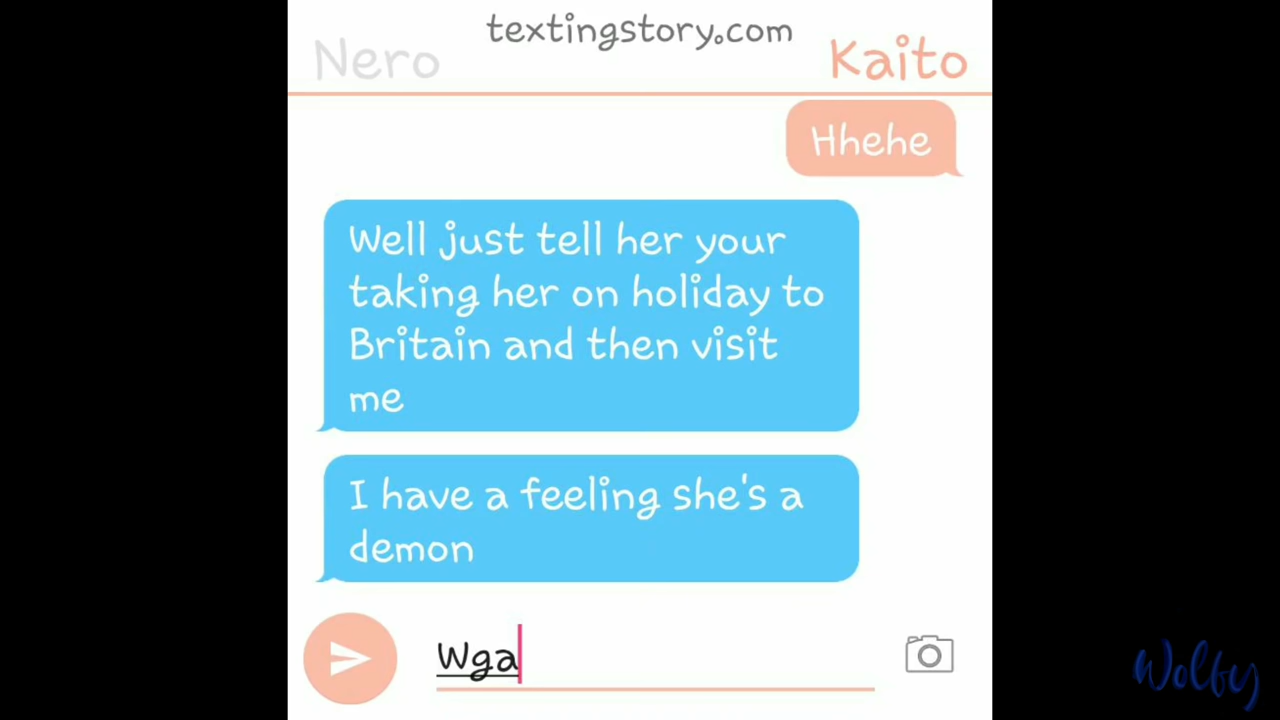 textingstory.com
Nero
Kaito
Hhehe
Well just tell her your
taking her on holiday to
Britain and then visit
me
I have a feeling she's a
demon
Wga
Wolfy